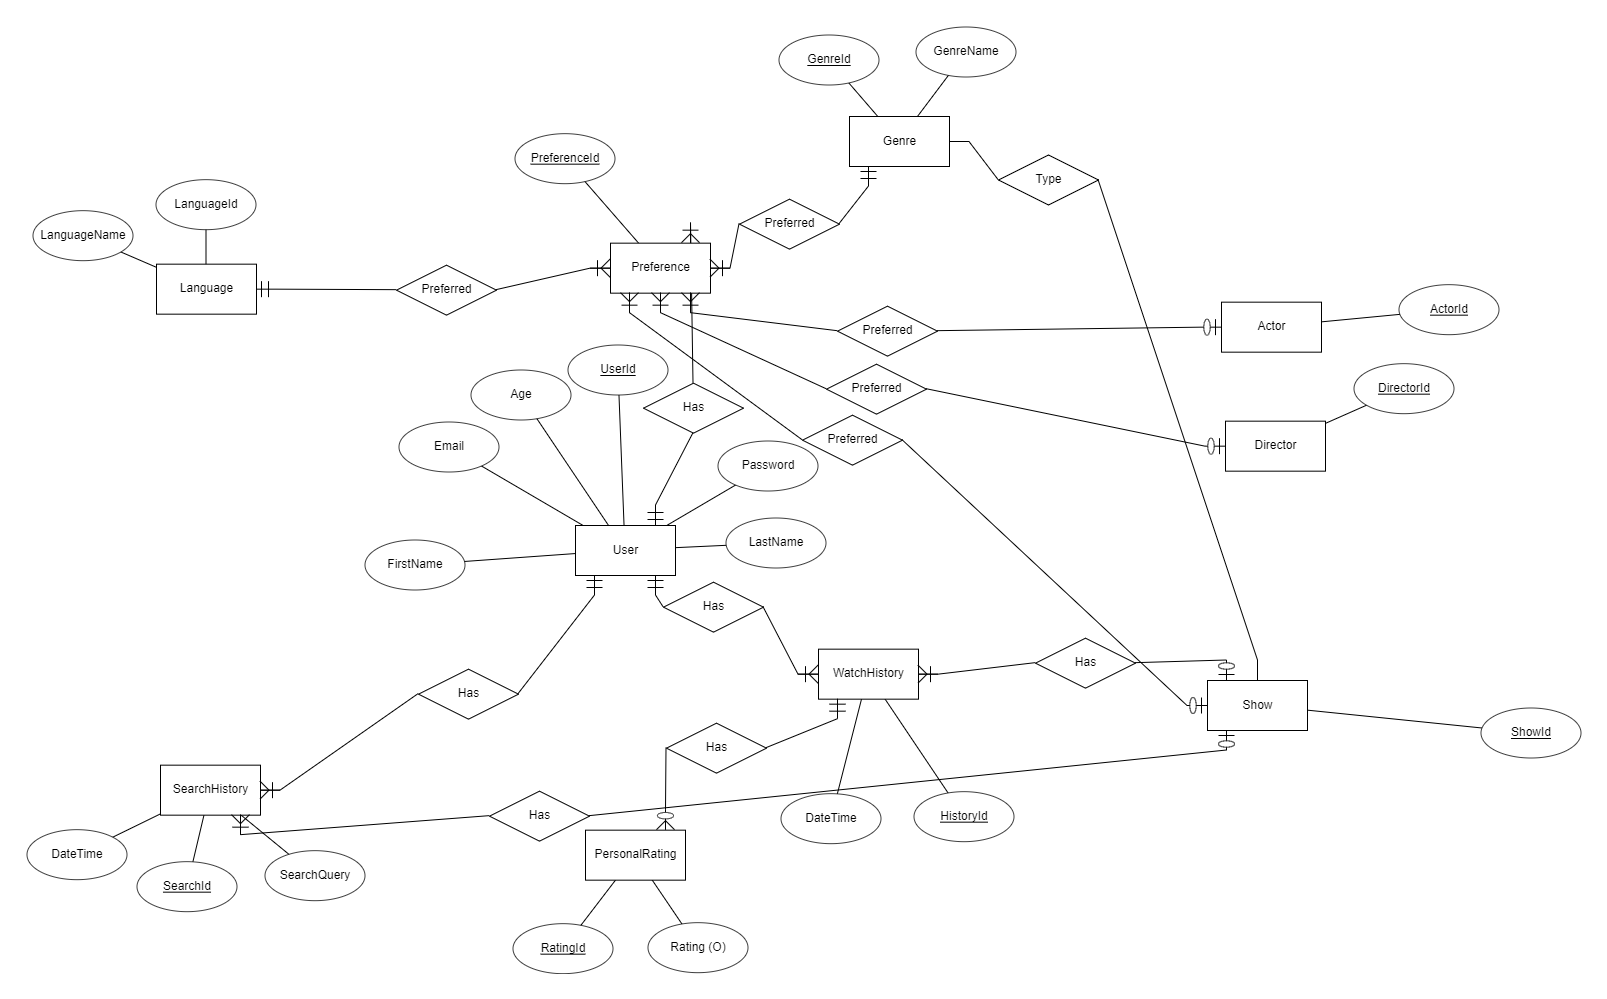 GenreName
GenreId
Genre
PreferenceId
Type
LanguageId
Preferred
LanguageName
Preference
Language
Preferred
ActorId
Actor
Preferred
UserId
Preferred
DirectorId
Age
Has
Email
Preferred
Director
Password
LastName
User
FirstName
Has
Has
WatchHistory
Has
Show
ShowId
Has
SearchHistory
Has
DateTime
HistoryId
PersonalRating
DateTime
SearchId
SearchQuery
RatingId
Rating (O)